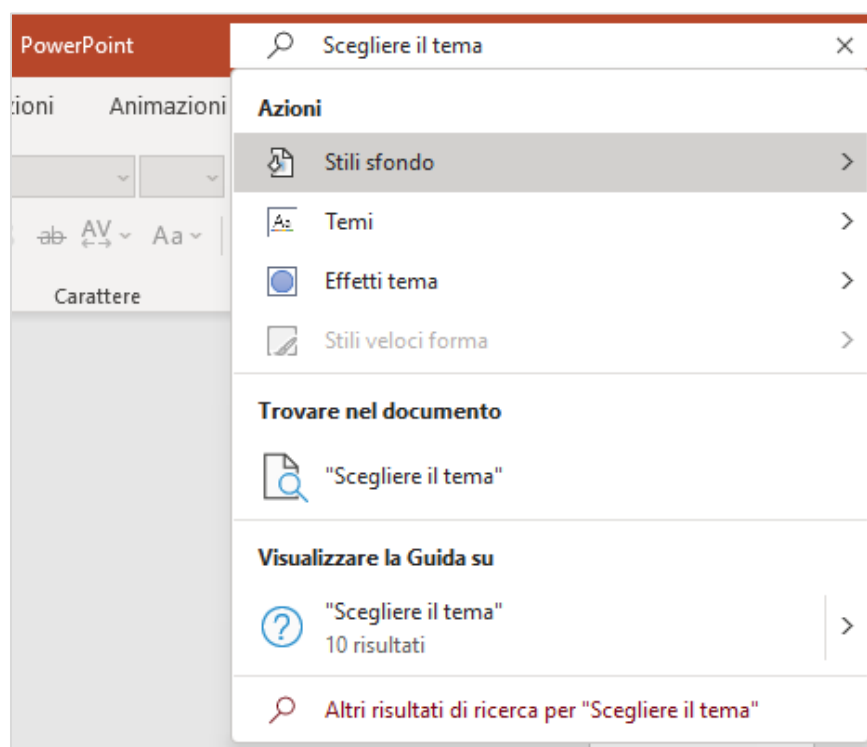 PowerPoint
Scegliere il tema
Animazioni
Azioni
Stili sfondo
Temi
Effetti tema
Stili veloci forma
ab AV Aa
Carattere
Trovare nel documento
"Scegliere il tema"
Visualizzare la Guida su
"Scegliere il tema"
10 risultati
Altri risultati di ricerca per "Scegliere il tema"